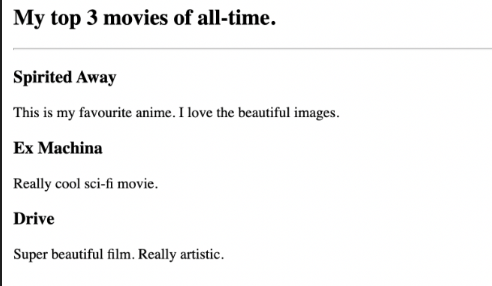 My top 3 movies of all-time.
Spirited Away
This is my favourite anime. I love the beautiful images.
Ex Machina
Really cool sci-fi movie.
Drive
Super beautiful film. Really artistic.